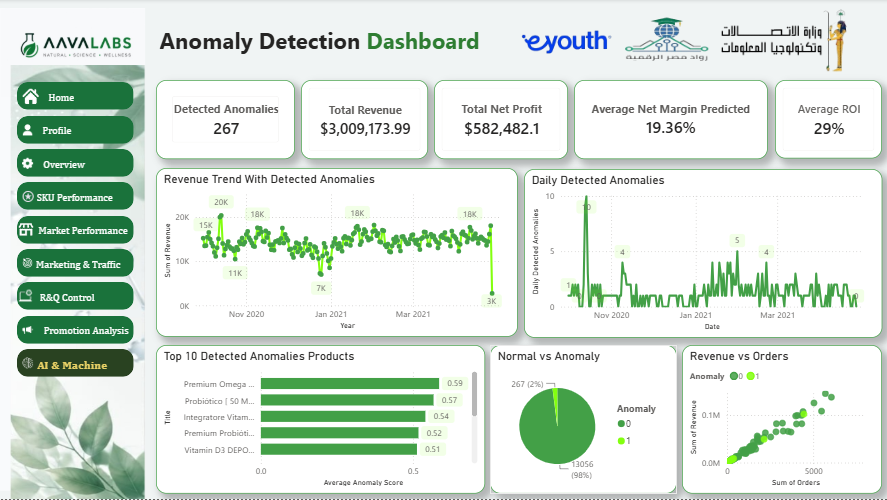 AAVALABS
NATURAL • SCIENCE • WELLNESS
Anomaly Detection Dashboard
eyouth
رواد مصر الرقمية
وزارة الاتصالات
وتكنولوجيا المعلومات
Home
Profile
Overview
SKU Performance
Market Performance
Marketing & Traffic
R&Q Control
Promotion Analysis
AI & Machine
Detected Anomalies
267
Total Revenue
$3,009,173.99
Total Net Profit
$582,482.1
Average Net Margin Predicted
19.36%
Average ROI
29%
Revenue Trend With Detected Anomalies
Sum of Revenue
20K
10K
0K
15K
20K
11K
18K
7K
18K
18K
3K
Nov 2020
Jan 2021
Mar 2021
Year
Daily Detected Anomalies
Daily Detected Anomalies
10
5
0
1
10
4
5
4
0
Nov 2020
Jan 2021
Mar 2021
Date
Top 10 Detected Anomalies Products
Title
Premium Omega ...
0.59
Probiótico [ 50 M...
0.57
Integratore Vitam...
0.54
Premium Probióti...
0.52
Vitamin D3 DEPO...
0.51
0.0
0.5
Average Anomaly Score
Normal vs Anomaly
267 (2%)
13056
(98%)
Anomaly
0
1
Revenue vs Orders
Anomaly
0
1
Sum of Revenue
0.1M
0.0M
0
5000
Sum of Orders